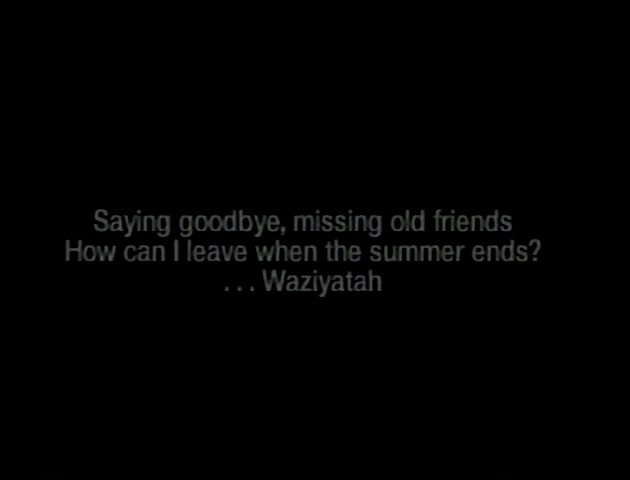 Saying goodbye, missing old friends
How can I leave when the summer ends?
. . . Waziyatah